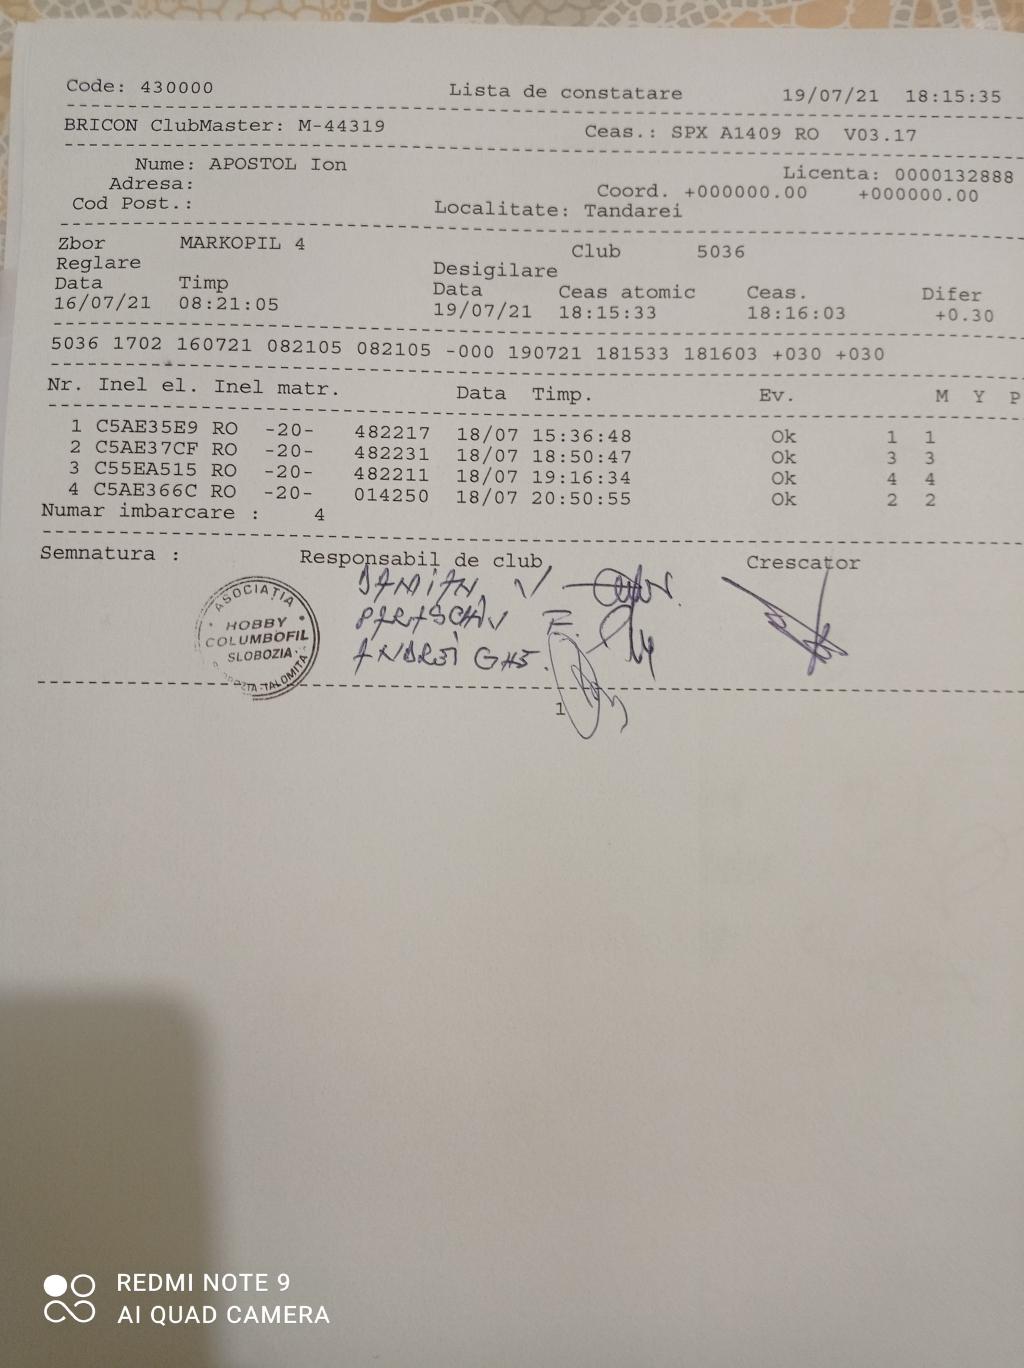 Code: 430000 Lista de constatare 19/07/21 18:15:35
BRICON ClubMaster: M-44319 Ceas.: SPX A1409 RO V03.17
Nume: APOSTOL Ion Licenta: 0000132888
Adresa: Coord. +000000.00 +000000.00
Cod Post.: Localitate: Tandarei
Zbor MARKOPIL 4 Club 5036
Reglare Desigilare
Data Timp Data Ceas atomic Ceas. Difer
16/07/21 08:21:05 19/07/21 18:15:33 18:16:03 +0.30
5036 1702 160721 082105 082105 -000 190721 181533 181603 +030 +030
Nr. Inel el. Inel matr. Data Timp. Ev. M Y P
1 C5AE35E9 RO -20- 482217 18/07 15:36:48 Ok 1 1
2 C5AE37CF RO -20- 482231 18/07 18:50:47 Ok 3 3
3 C55EA515 RO -20- 482211 18/07 19:16:34 Ok 4 4
4 C5AE366C RO -20- 014250 18/07 20:50:55 Ok 2 2
Numar imbarcare : 4
Semnatura : Responsabil de club Crescator
DAMIAN V
PARASCHIV F.
ANDREI GHE.
ASOCIAȚIA
HOBBY
COLUMBOFIL
SLOBOZIA
IALOMITA
1
REDMI NOTE 9
AI QUAD CAMERA